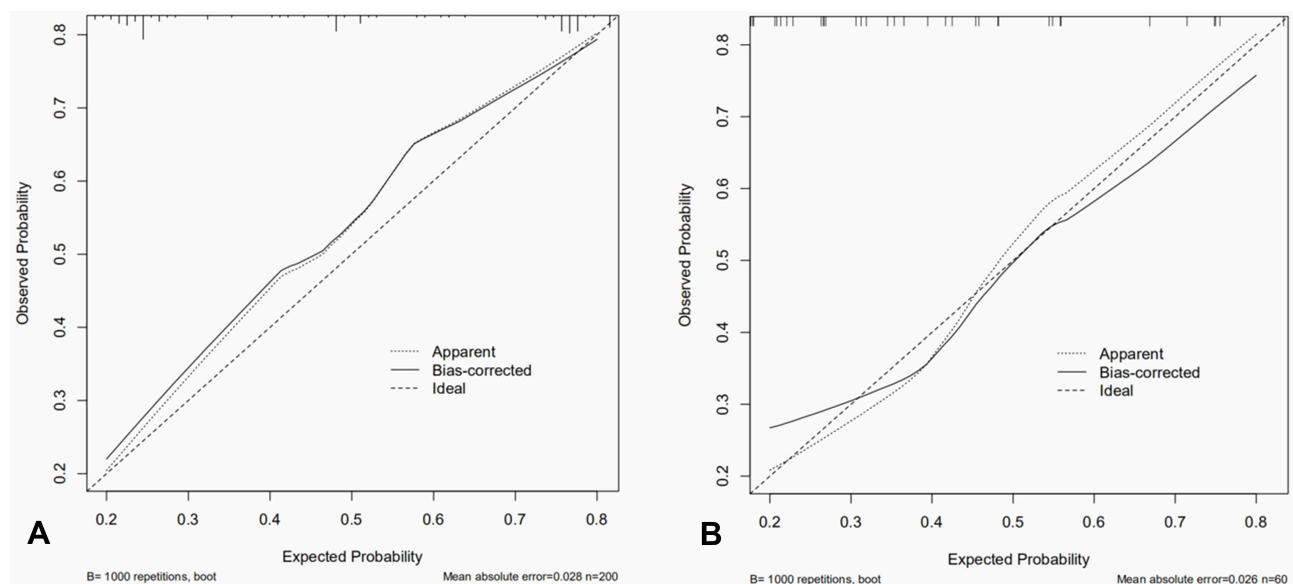 0.8
0.7
0.6
0.5
0.4
0.3
0.2
Observed Probability
Apparent
Bias-corrected
Ideal
0.2 0.3 0.4 0.5 0.6 0.7 0.8
A
Expected Probability
B= 1000 repetitions, boot
Mean absolute error=0.028 n=200
0.8
0.7
0.6
0.5
0.4
0.3
0.2
Observed Probability
Apparent
Bias-corrected
Ideal
0.2 0.3 0.4 0.5 0.6 0.7 0.8
B
Expected Probability
B= 1000 repetitions, boot
Mean absolute error=0.026 n=60